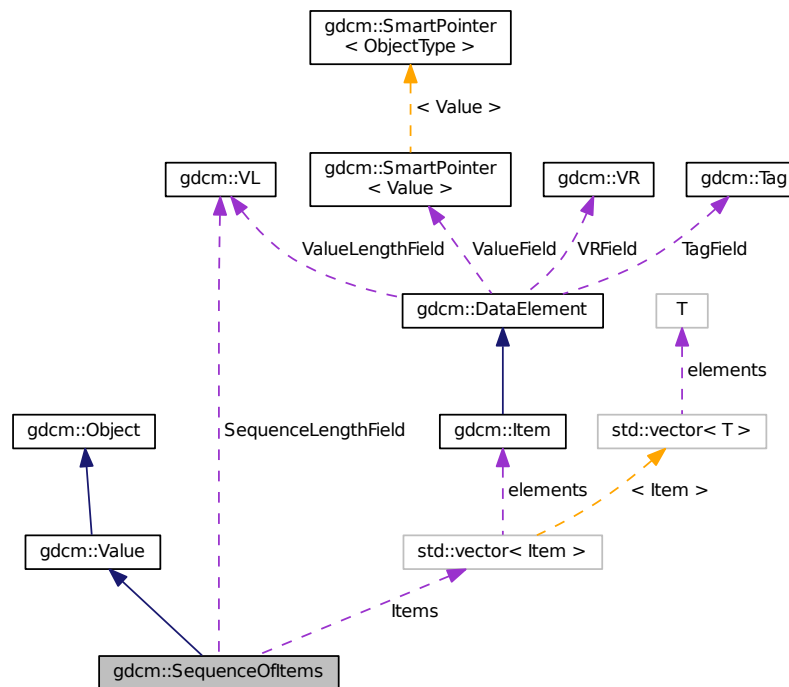 gdcm::SmartPointer
< ObjectType >
< Value >
gdcm::VL
gdcm::SmartPointer
< Value >
gdcm::VR
gdcm::Tag
ValueLengthField
ValueField
VRField
TagField
gdcm::DataElement
T
elements
gdcm::Object
SequenceLengthField
gdcm::Item
std::vector< T >
elements
< Item >
gdcm::Value
std::vector< Item >
Items
gdcm::SequenceOfItems